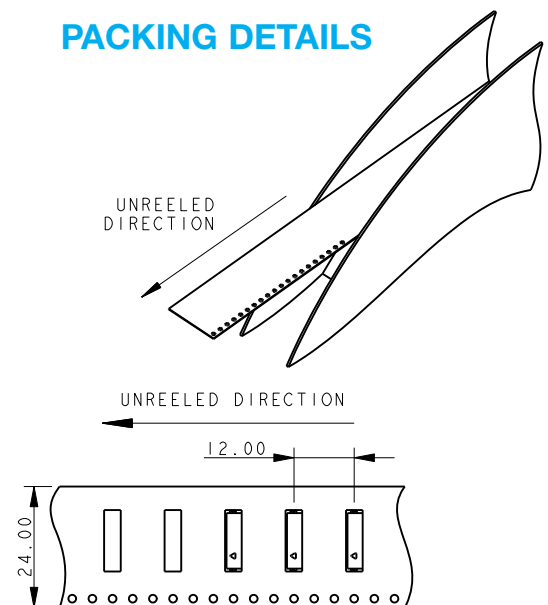 PACKING DETAILS
UNREELED
DIRECTION
UNREELED DIRECTION
12.00
24.00